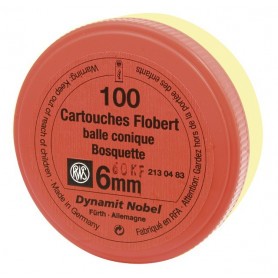 100
Cartouches Flobert
balle conique
Bosquette
RWS
6mm
213 04 83
Dynamit Nobel
Fürth - Allemagne
Warning: Keep out of reach of children!
Made in Germany
Attention: Gardez hors de la portée des enfants
Fabriqué en RFA